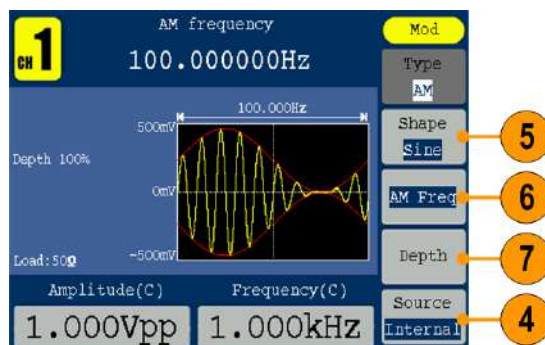 CH 1
AM frequency
100.000000Hz
Mod
Type
AM
Shape
Sine
5
AM Freq
6
Depth
7
Source
Internal
4
100.000Hz
500mV
Depth 100%
0mV
Load:50Ω
-500mV
Amplitude(C)
1.000Vpp
Frequency(C)
1.000kHz